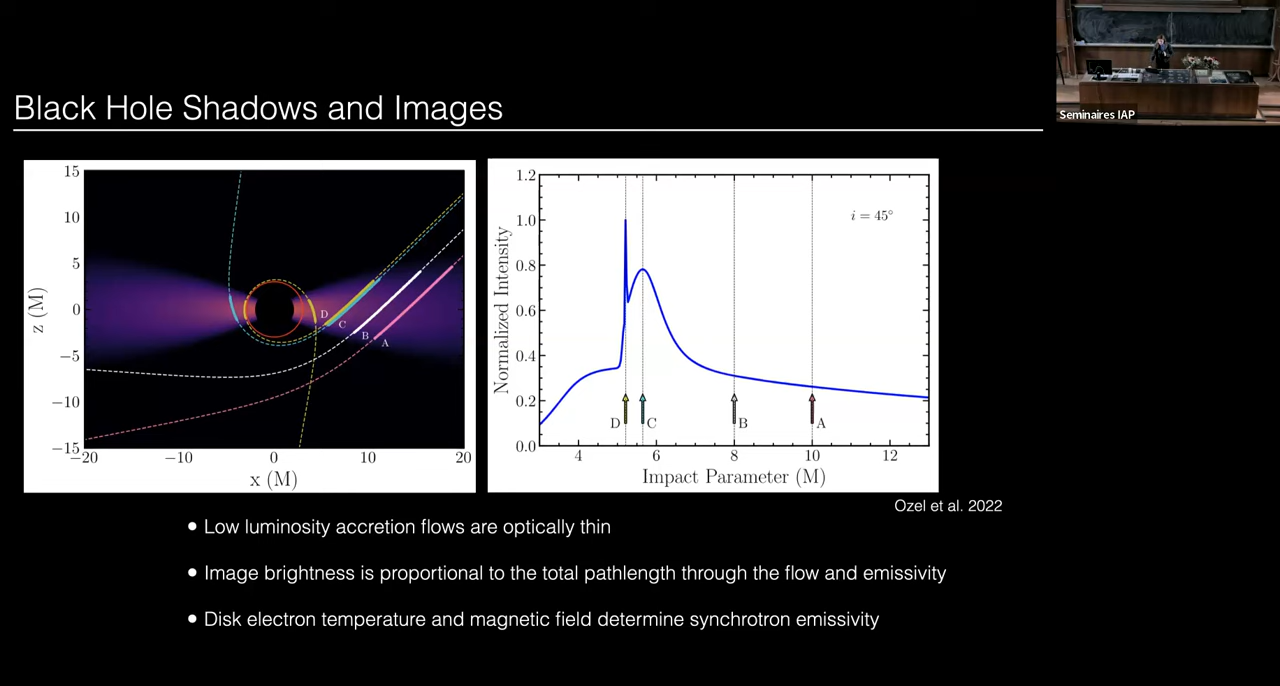 Seminaires IAP
Black Hole Shadows and Images
15
10
5
0
−5
−10
−15
−20
−10
0
10
20
z (M)
x (M)
D
C
B
A
1.2
1.0
0.8
0.6
0.4
0.2
0.0
4
6
8
10
12
Normalized Intensity
Impact Parameter (M)
i = 45°
D
C
B
A
Ozel et al. 2022
• Low luminosity accretion flows are optically thin
• Image brightness is proportional to the total pathlength through the flow and emissivity
• Disk electron temperature and magnetic field determine synchrotron emissivity